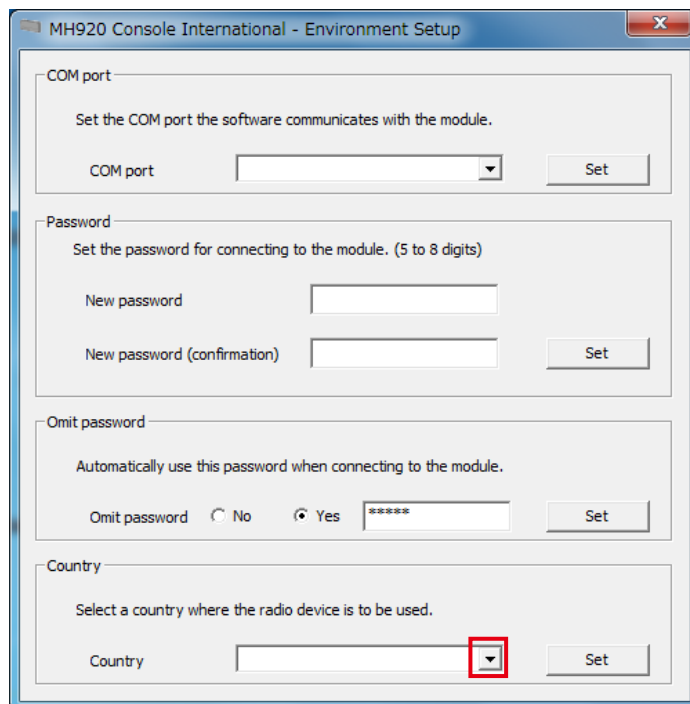 MH920 Console International - Environment Setup
COM port
Set the COM port the software communicates with the module.
COM port Set
Password
Set the password for connecting to the module. (5 to 8 digits)
New password
New password (confirmation) Set
Omit password
Automatically use this password when connecting to the module.
Omit password No Yes ***** Set
Country
Select a country where the radio device is to be used.
Country Set